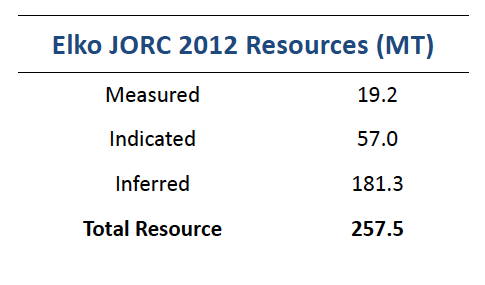 Elko JORC 2012 Resources (MT)
Measured 19.2
Indicated 57.0
Inferred 181.3
Total Resource 257.5